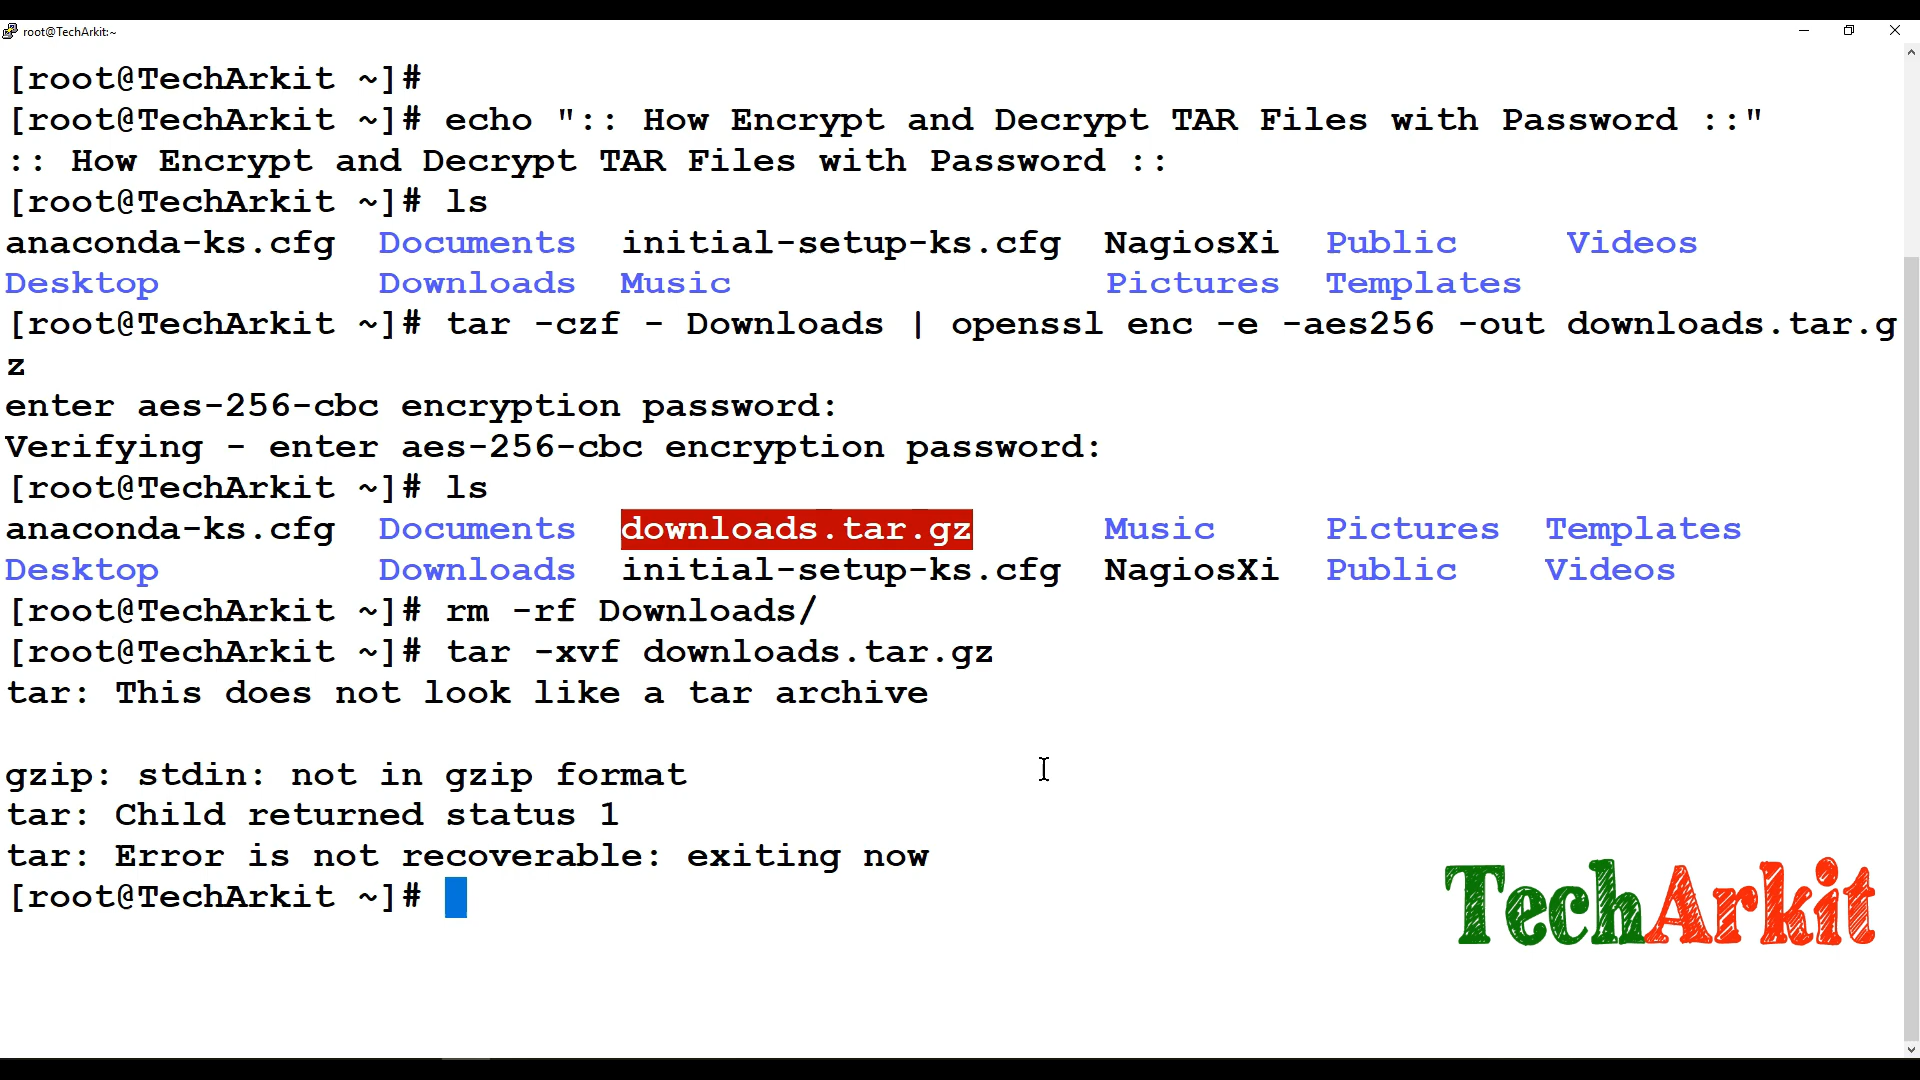 root@TechArkit:~
[root@TechArkit ~]#
[root@TechArkit ~]# echo ":: How Encrypt and Decrypt TAR Files with Password ::"
:: How Encrypt and Decrypt TAR Files with Password ::
[root@TechArkit ~]# ls
anaconda-ks.cfg  Documents  initial-setup-ks.cfg  NagiosXi  Public     Videos
Desktop          Downloads  Music                 Pictures  Templates
[root@TechArkit ~]# tar -czf - Downloads | openssl enc -e -aes256 -out downloads.tar.g
z
enter aes-256-cbc encryption password:
Verifying - enter aes-256-cbc encryption password:
[root@TechArkit ~]# ls
anaconda-ks.cfg  Documents  downloads.tar.gz      Music     Pictures  Templates
Desktop          Downloads  initial-setup-ks.cfg  NagiosXi  Public    Videos
[root@TechArkit ~]# rm -rf Downloads/
[root@TechArkit ~]# tar -xvf downloads.tar.gz
tar: This does not look like a tar archive

gzip: stdin: not in gzip format
tar: Child returned status 1
tar: Error is not recoverable: exiting now
[root@TechArkit ~]#
TechArkit